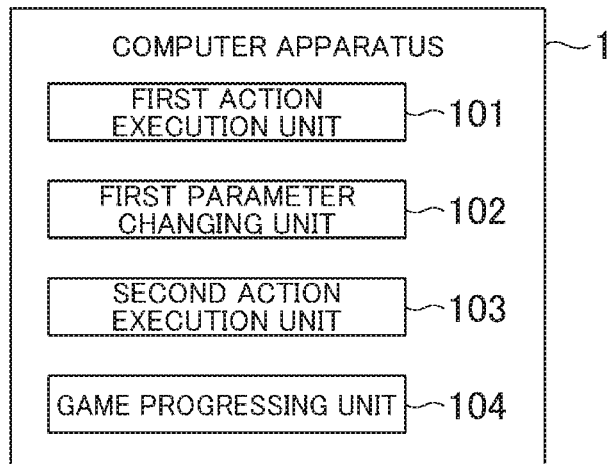 COMPUTER APPARATUS
1
FIRST ACTION
EXECUTION UNIT
101
FIRST PARAMETER
CHANGING UNIT
102
SECOND ACTION
EXECUTION UNIT
103
GAME PROGRESSING UNIT
104